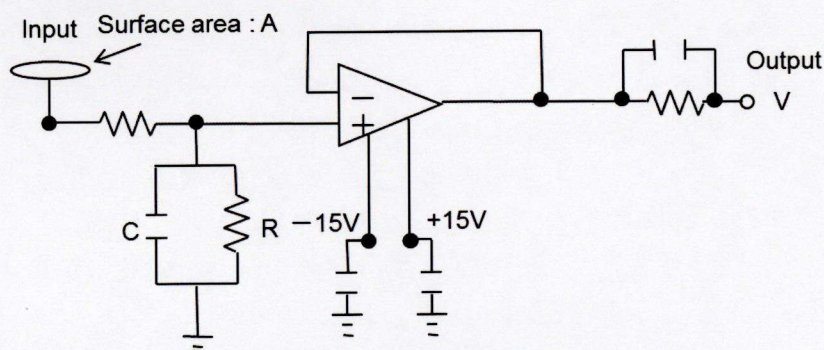 Input
Surface area : A
Output
V
−
+
C
R
−15V
+15V